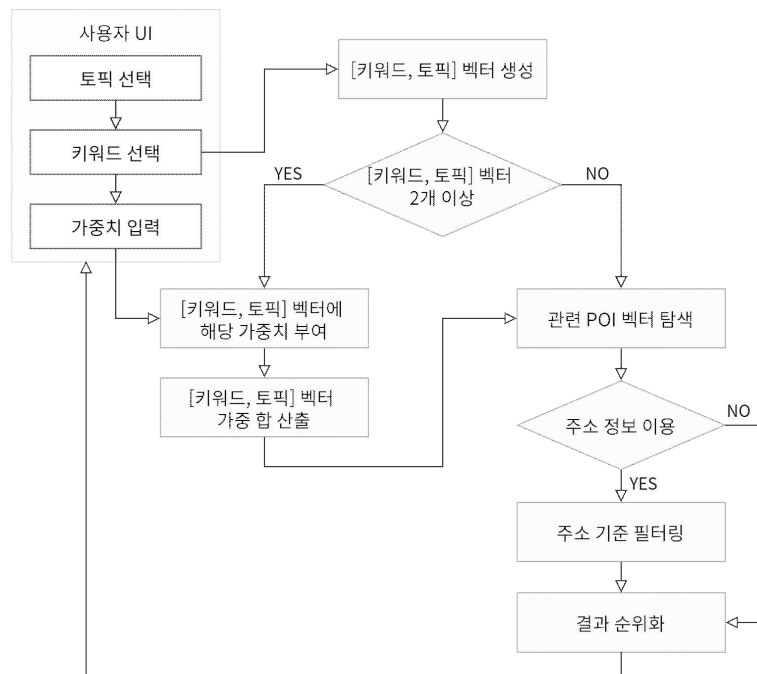 사용자 UI
토픽 선택
키워드 선택
가중치 입력
[키워드, 토픽] 벡터 생성
[키워드, 토픽] 벡터
2개 이상
YES
NO
[키워드, 토픽] 벡터에
해당 가중치 부여
[키워드, 토픽] 벡터
가중 합 산출
관련 POI 벡터 탐색
주소 정보 이용
NO
YES
주소 기준 필터링
결과 순위화